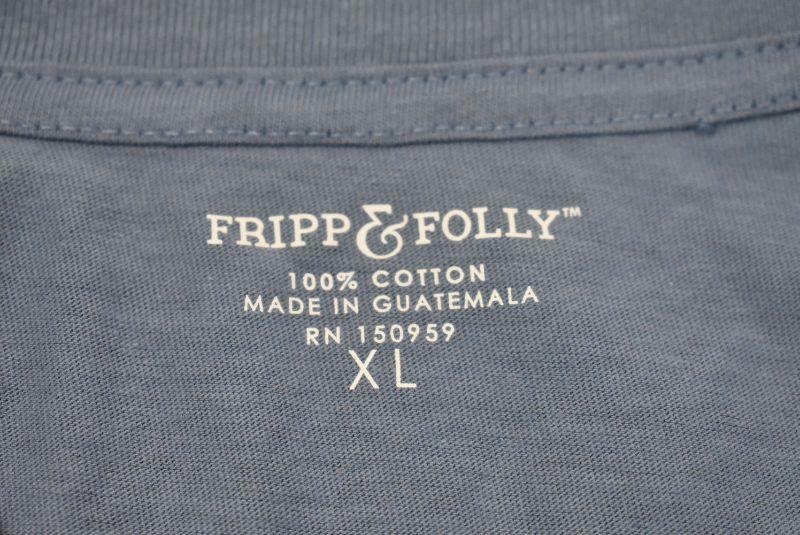 FRIPP & FOLLY™
100% COTTON
MADE IN GUATEMALA
RN 150959
XL